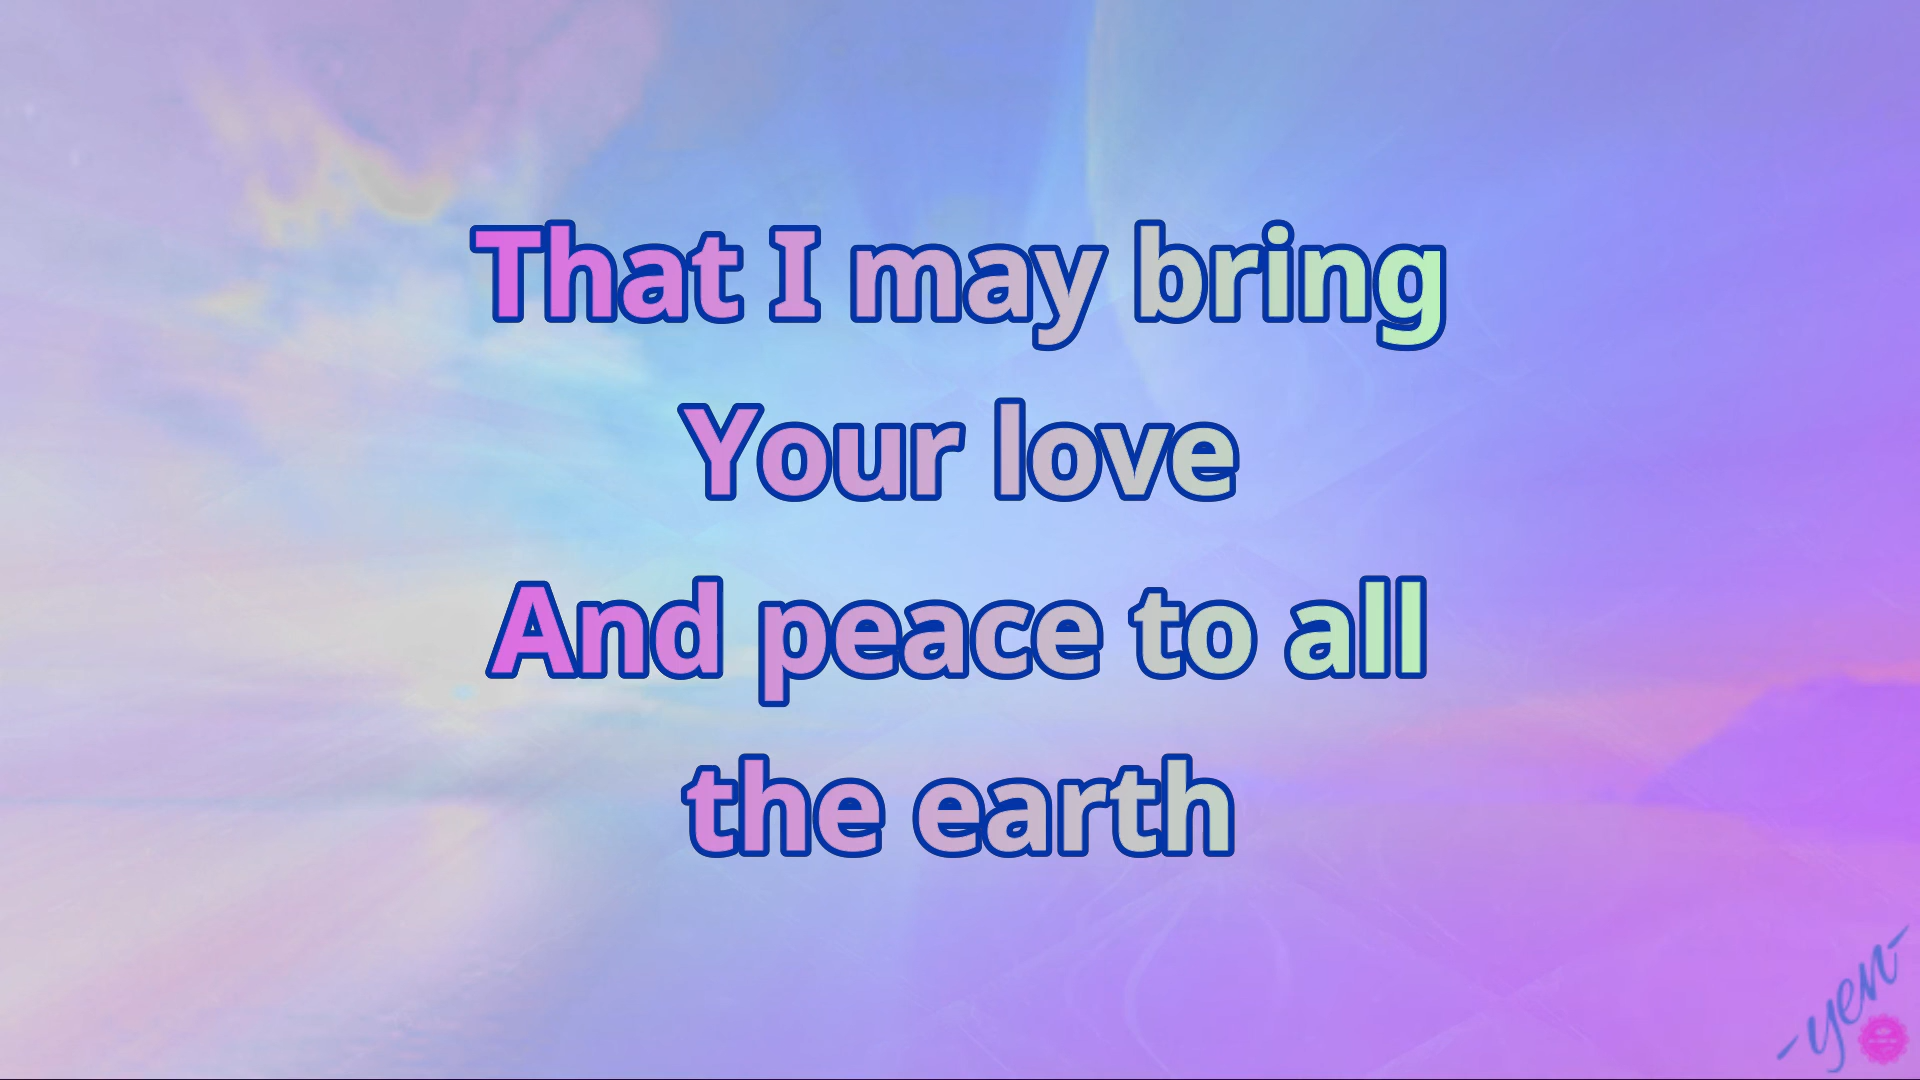 That I may bring
Your love
And peace to all
the earth
-yen-